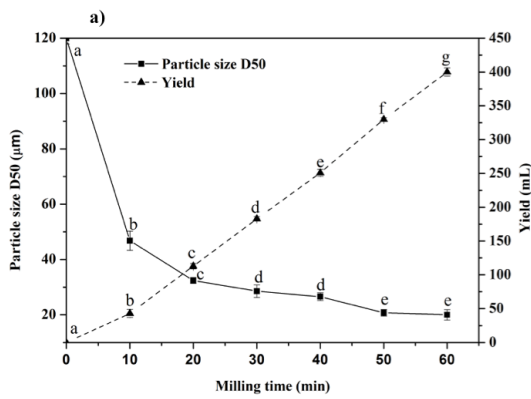 a)
Particle size D50
Yield
Particle size D50 (μm)
120
100
80
60
40
20
450
400
350
300
250
200
150
100
50
0
Yield (mL)
a
b
c
d
d
e
e
a
b
c
d
e
f
g
0 10 20 30 40 50 60
Milling time (min)